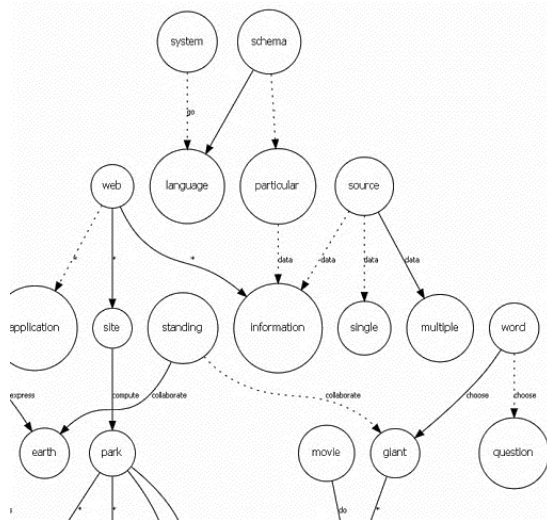 system schema
go
web language particular source
* * * data data data data
application site standing information single multiple word
express compute collaborate collaborate choose choose
earth park movie giant question
* * do *